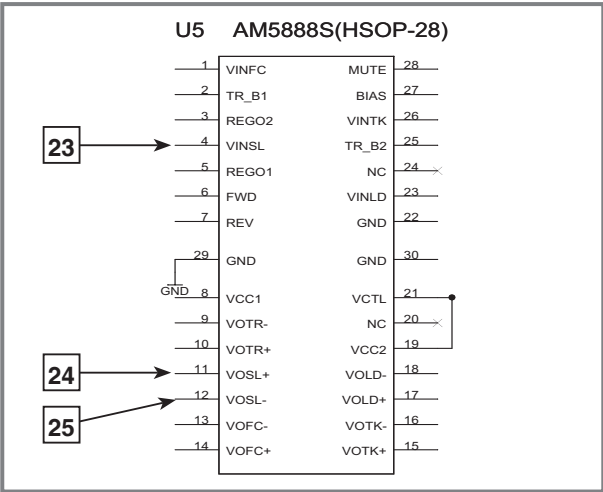 U5 AM5888S(HSOP-28)
1 VINFC MUTE 28
2 TR_B1 BIAS 27
3 REGO2 VINTK 26
23 4 VINSL TR_B2 25
5 REGO1 NC 24
6 FWD VINLD 23
7 REV GND 22
29 GND GND 30
GND 8 VCC1 VCTL 21
9 VOTR- NC 20
10 VOTR+ VCC2 19
24 11 VOSL+ VOLD- 18
12 VOSL- VOLD+ 17
25 13 VOFC- VOTK- 16
14 VOFC+ VOTK+ 15